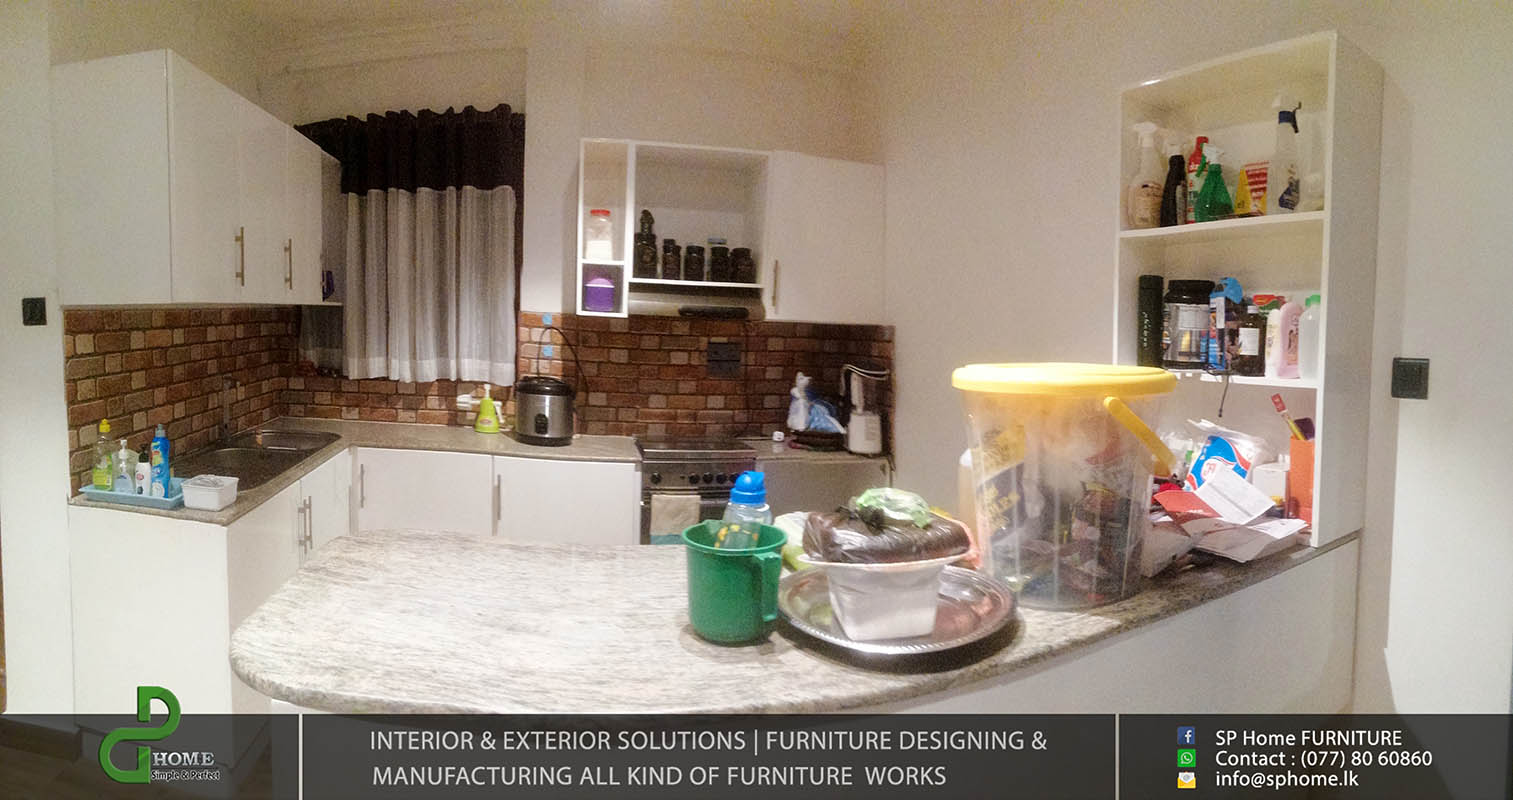 HOME
Simple & Perfect
INTERIOR & EXTERIOR SOLUTIONS | FURNITURE DESIGNING &
MANUFACTURING ALL KIND OF FURNITURE WORKS
SP Home FURNITURE
Contact : (077) 80 60860
info@sphome.lk